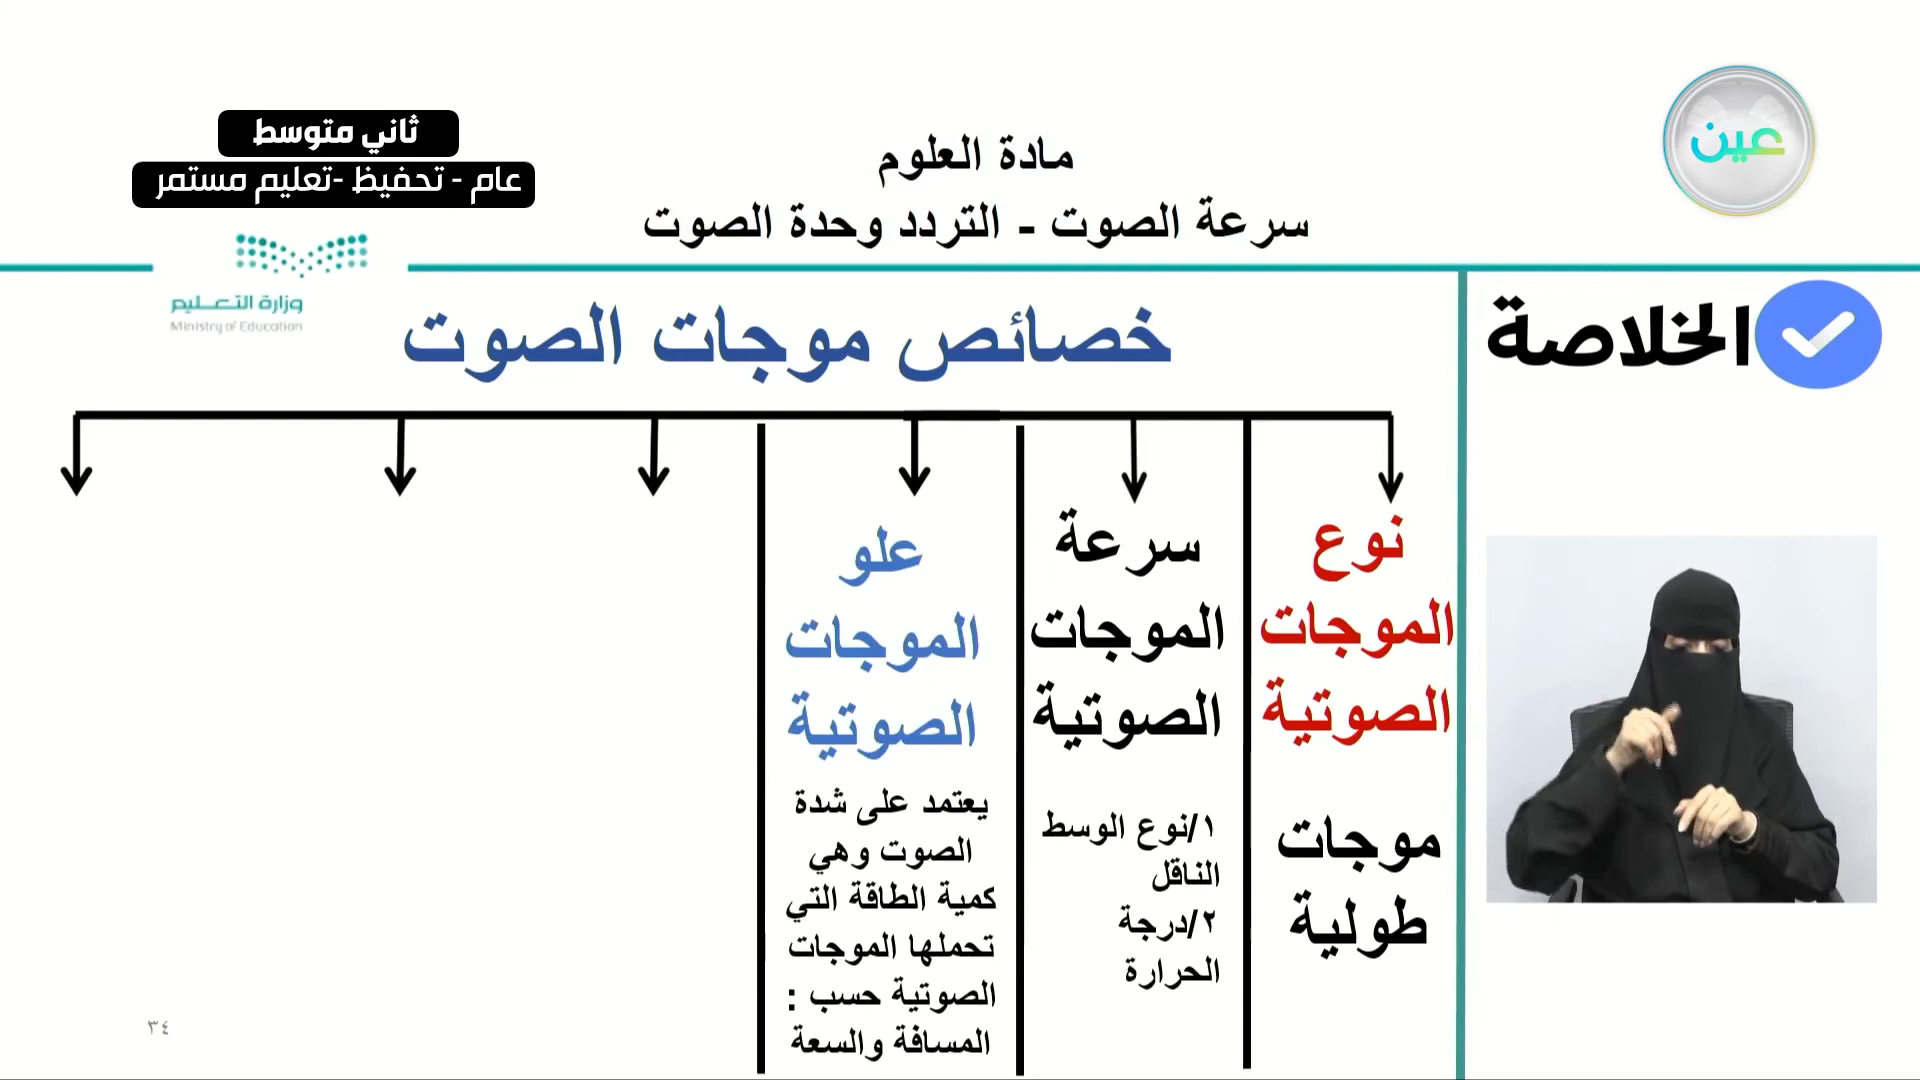 عين
ثاني متوسط
عام - تحفيظ -تعليم مستمر
مادة العلوم
سرعة الصوت - التردد وحدة الصوت
وزارة التعليم
Ministry of Education
الخلاصة
خصائص موجات الصوت
نوع
الموجات
الصوتية
موجات
طولية
سرعة
الموجات
الصوتية
١/نوع الوسط
الناقل
٢/درجة
الحرارة
علو
الموجات
الصوتية
يعتمد على شدة
الصوت وهي
كمية الطاقة التي
تحملها الموجات
الصوتية حسب :
المسافة والسعة
٣٤